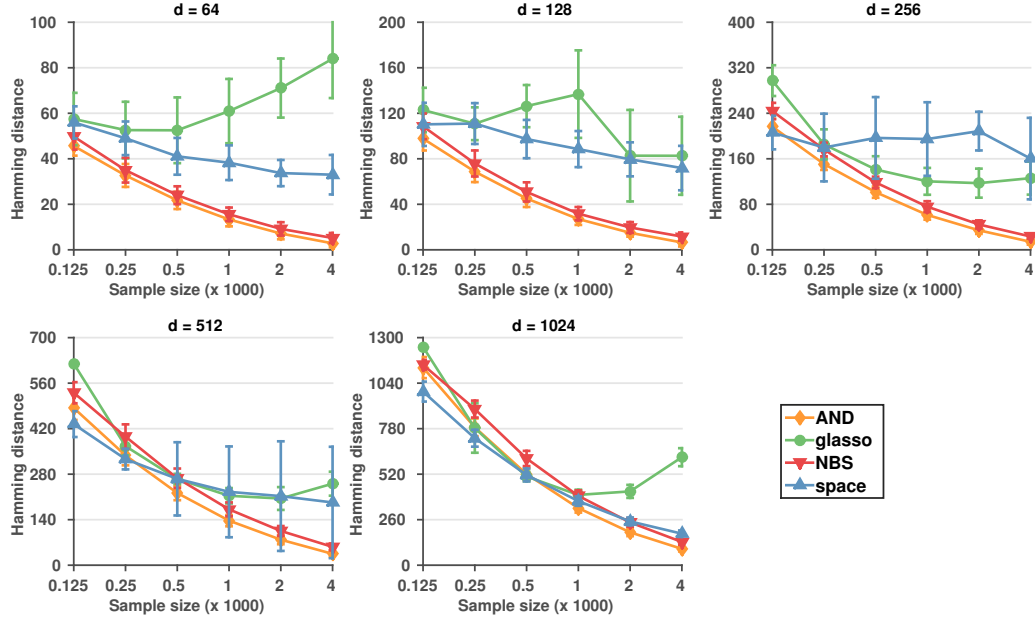 d = 64
Hamming distance
100
80
60
40
20
0
0.125 0.25 0.5 1 2 4
Sample size (x 1000)
d = 128
Hamming distance
200
160
120
80
40
0
0.125 0.25 0.5 1 2 4
Sample size (x 1000)
d = 256
Hamming distance
400
320
240
160
80
0
0.125 0.25 0.5 1 2 4
Sample size (x 1000)
d = 512
Hamming distance
700
560
420
280
140
0
0.125 0.25 0.5 1 2 4
Sample size (x 1000)
d = 1024
Hamming distance
1300
1040
780
520
260
0
0.125 0.25 0.5 1 2 4
Sample size (x 1000)
AND
glasso
NBS
space